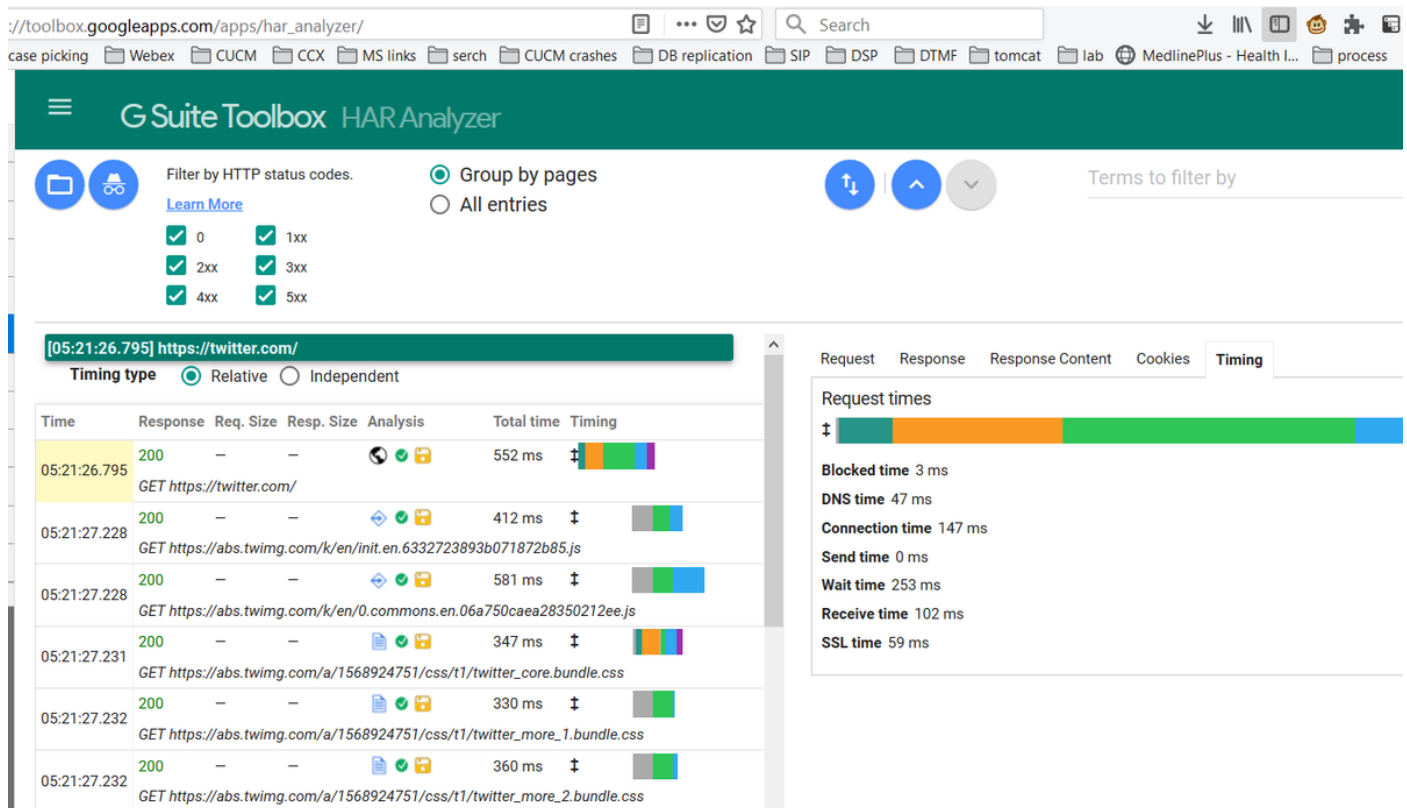 ://toolbox.googleapps.com/apps/har_analyzer/ Search
case picking Webex CUCM CCX MS links serch CUCM crashes DB replication SIP DSP DTMF tomcat lab MedlinePlus - Health I... process
G Suite Toolbox HAR Analyzer
Filter by HTTP status codes.
Learn More
0 1xx
2xx 3xx
4xx 5xx
Group by pages
All entries
Terms to filter by
[05:21:26.795] https://twitter.com/
Timing type Relative Independent
Time Response Req. Size Resp. Size Analysis Total time Timing
05:21:26.795 200 – – 552 ms
GET https://twitter.com/
05:21:27.228 200 – – 412 ms
GET https://abs.twimg.com/k/en/init.en.6332723893b071872b85.js
05:21:27.228 200 – – 581 ms
GET https://abs.twimg.com/k/en/0.commons.en.06a750caea28350212ee.js
05:21:27.231 200 – – 347 ms
GET https://abs.twimg.com/a/1568924751/css/t1/twitter_core.bundle.css
05:21:27.232 200 – – 330 ms
GET https://abs.twimg.com/a/1568924751/css/t1/twitter_more_1.bundle.css
05:21:27.232 200 – – 360 ms
GET https://abs.twimg.com/a/1568924751/css/t1/twitter_more_2.bundle.css
Request Response Response Content Cookies Timing
Request times
Blocked time 3 ms
DNS time 47 ms
Connection time 147 ms
Send time 0 ms
Wait time 253 ms
Receive time 102 ms
SSL time 59 ms